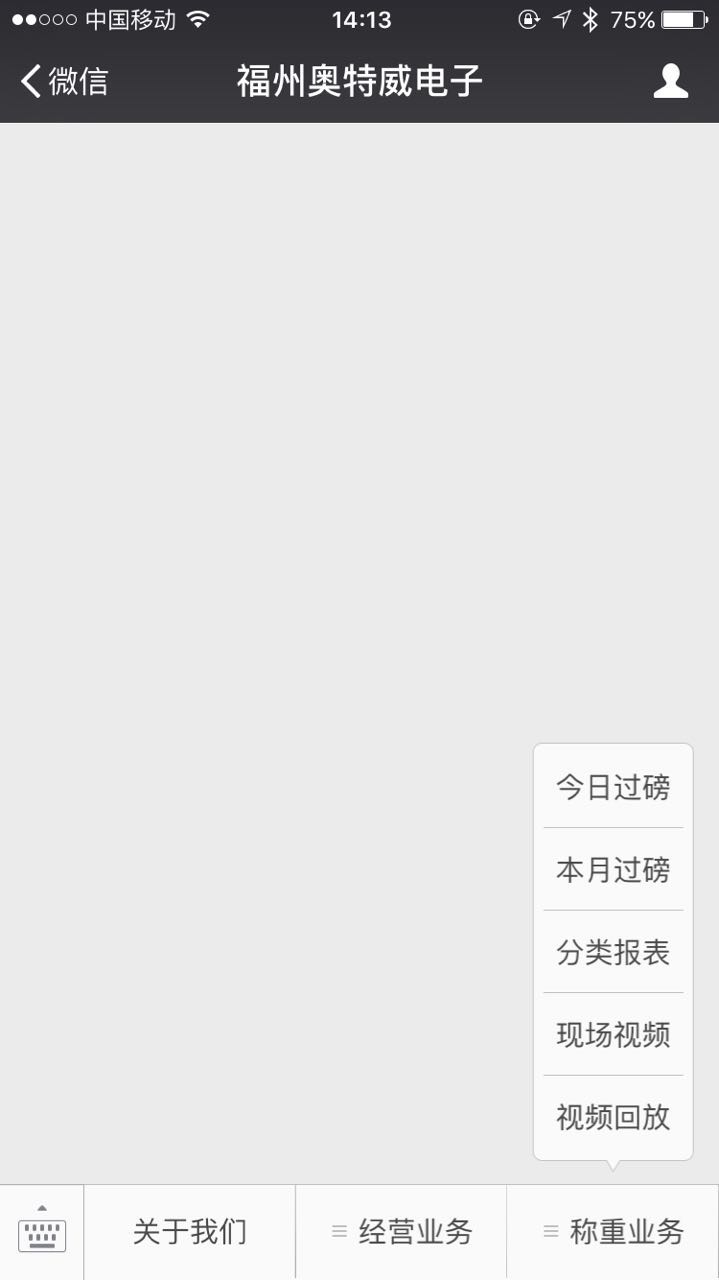 中国移动 14:13 75%
微信 福州奥特威电子
今日过磅
本月过磅
分类报表
现场视频
视频回放
关于我们 经营业务 称重业务